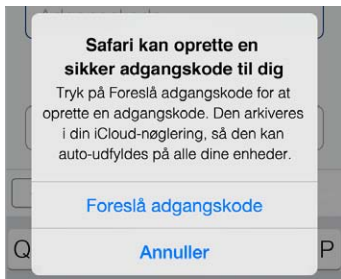 Adgangskode
Safari kan oprette en
sikker adgangskode til dig
Tryk på Foreslå adgangskode for at
oprette en adgangskode. Den arkiveres
i din iCloud-nøglering, så den kan
auto-udfyldes på alle dine enheder.
Foreslå adgangskode
Q
P
Annuller